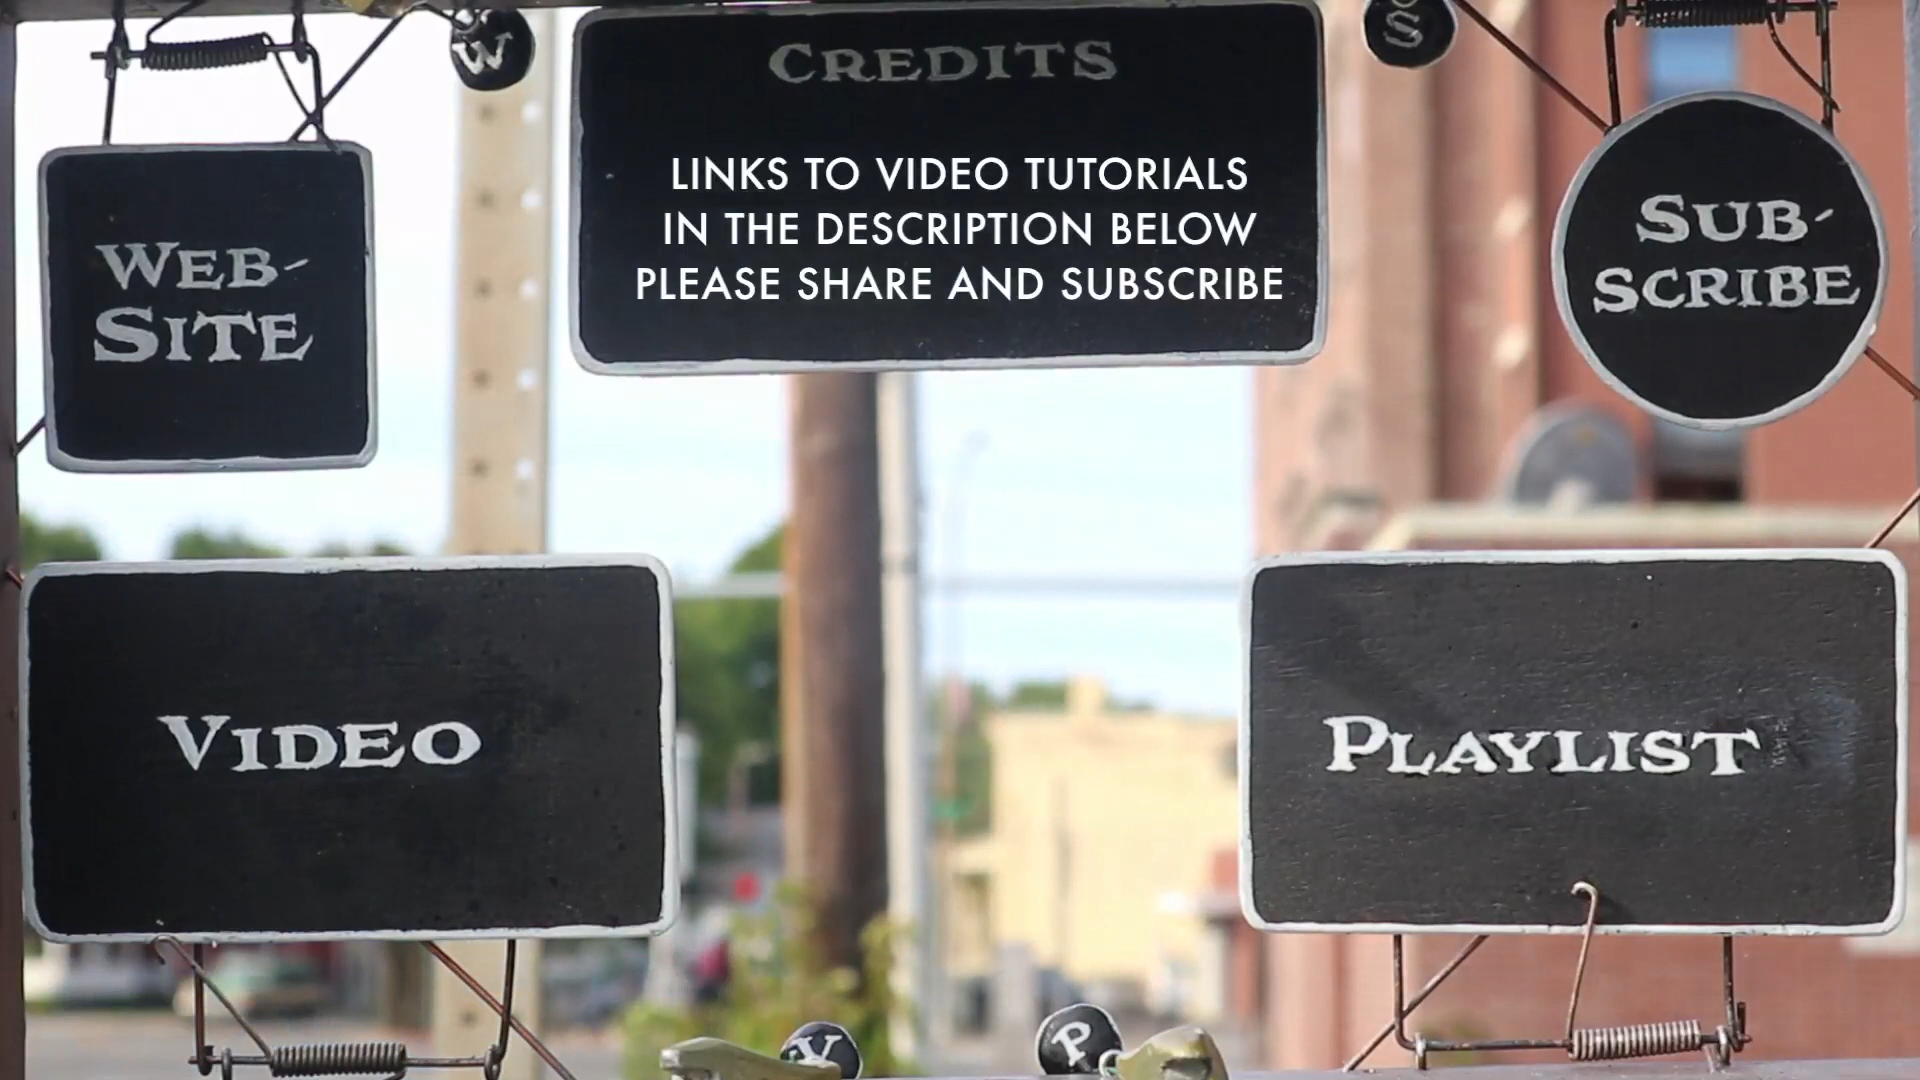 W
CREDITS
S
LINKS TO VIDEO TUTORIALS
IN THE DESCRIPTION BELOW
PLEASE SHARE AND SUBSCRIBE
WEB-
SITE
SUB-
SCRIBE
VIDEO
PLAYLIST
V
P